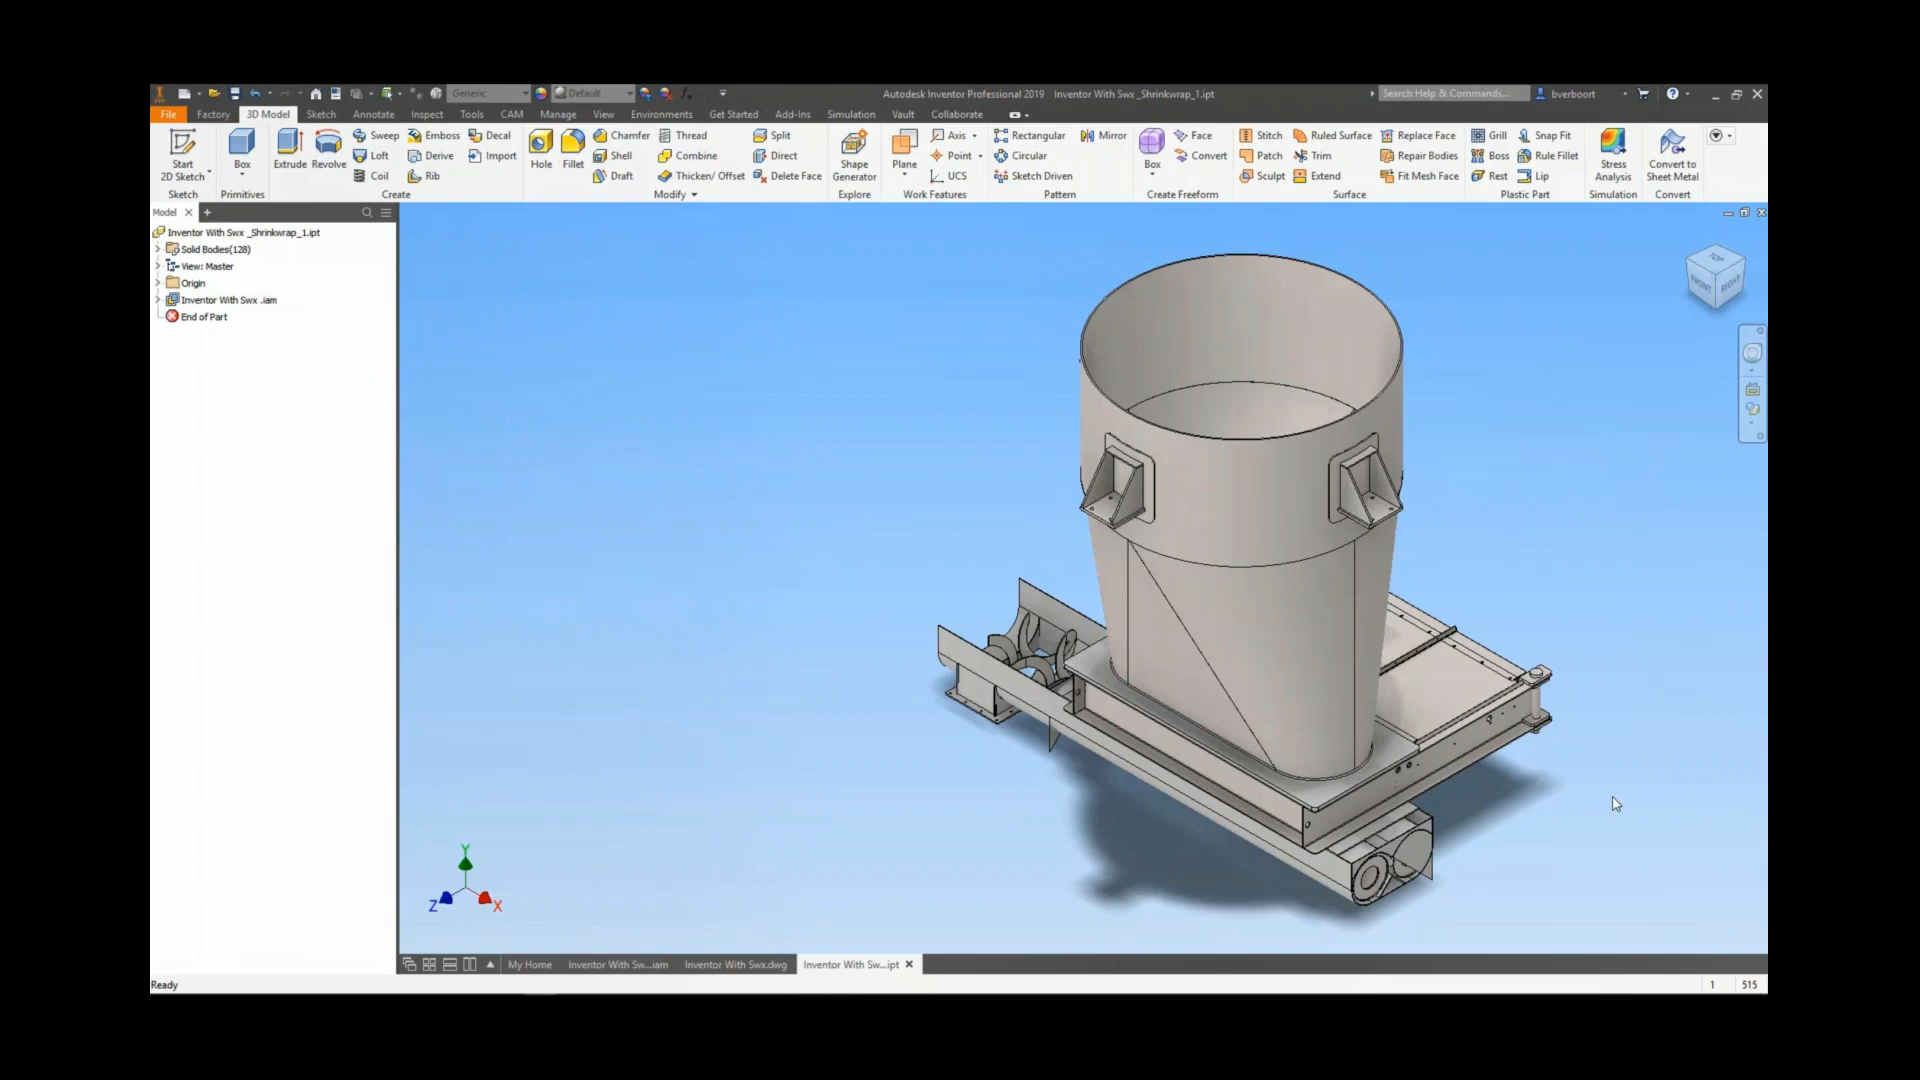 Generic Default Autodesk Inventor Professional 2019 Inventor With Swx _Shrinkwrap_1.ipt Search Help & Commands... bverboort
File Factory 3D Model Sketch Annotate Inspect Tools CAM Manage View Environments Get Started Add-Ins Vault Simulation Collaborate
Start 2D Sketch
Sketch
Box
Primitives
Extrude Revolve
Sweep Emboss Decal
Loft Derive Import
Coil Rib
Create
Hole Fillet
Chamfer Thread Split
Shell Combine Direct
Draft Thicken/ Offset Delete Face
Modify
Shape Generator
Explore
Plane
Axis
Point
UCS
Work Features
Rectangular Mirror
Circular
Sketch Driven
Pattern
Box
Face
Convert
Create Freeform
Stitch Ruled Surface Replace Face
Patch Trim Repair Bodies
Sculpt Extend Fit Mesh Face
Surface
Grill Snap Fit
Boss Rule Fillet
Rest Lip
Plastic Part
Stress Analysis
Simulation
Convert to Sheet Metal
Convert
Model
Inventor With Swx _Shrinkwrap_1.ipt
Solid Bodies(128)
View: Master
Origin
Inventor With Swx .iam
End of Part
TOP
FRONT RIGHT
Y
Z X
My Home Inventor With Sw...iam Inventor With Swx.dwg Inventor With Sw...ipt
Ready 1 515